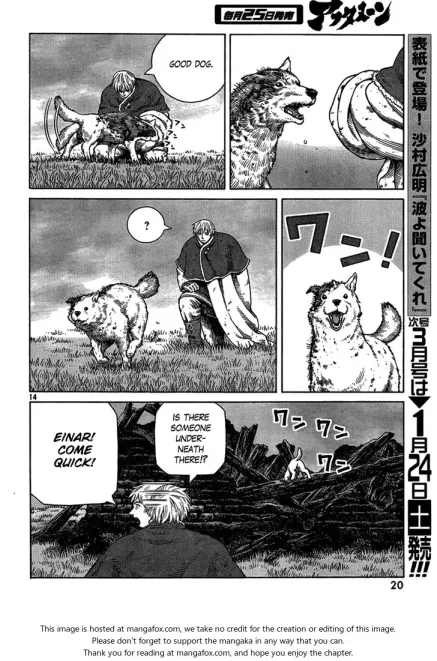 毎月25日発売 アフタヌーン
GOOD DOG.
表紙で登場!沙村広明『波よ聞いてくれ』
次号3月号は▼1月24日土発売!!!
?
ワン!
14
IS THERE
SOMEONE
UNDER-
NEATH
THERE!?
EINAR!
COME
QUICK!
ワン
ワン
20
This image is hosted at mangafox.com, we take no credit for the creation or editing of this image.
Please don't forget to support the mangaka in any way that you can.
Thank you for reading at mangafox.com, and hope you enjoy the chapter.